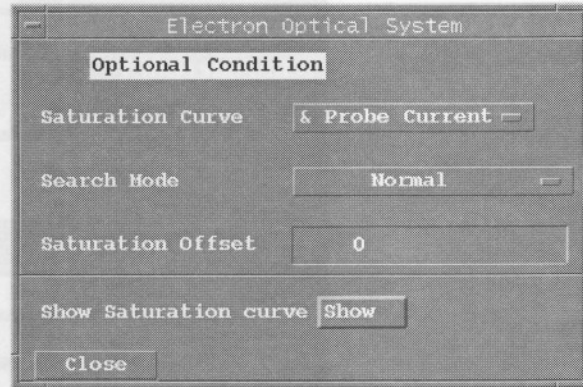 Electron Optical System
Optional Condition
Saturation Curve & Probe Current
Search Mode Normal
Saturation Offset 0
Show Saturation curve Show
Close